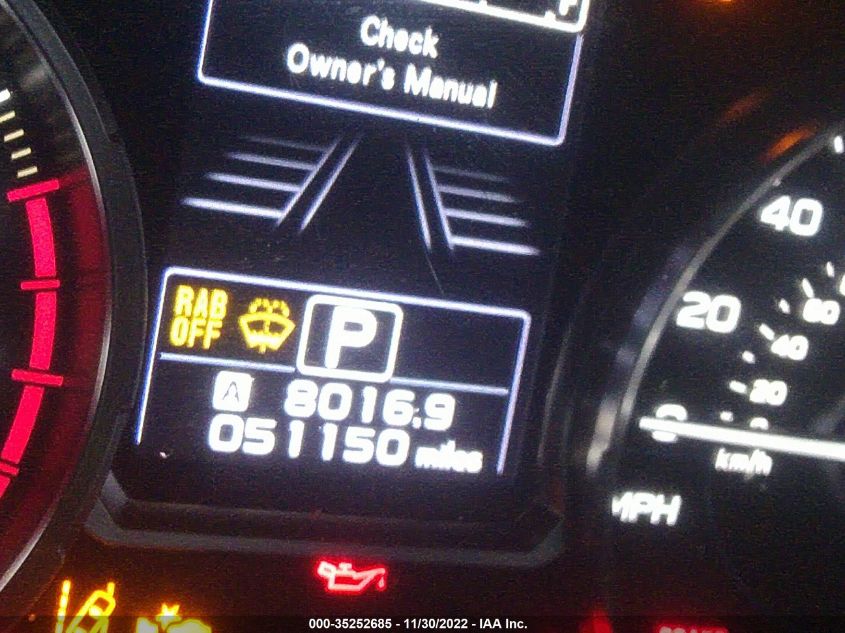 Check
Owner's Manual
40
20
60
40
20
0
RAB
OFF
P
A 8016.9
051150 miles
km/h
MPH
000-35252685 - 11/30/2022 - IAA Inc.